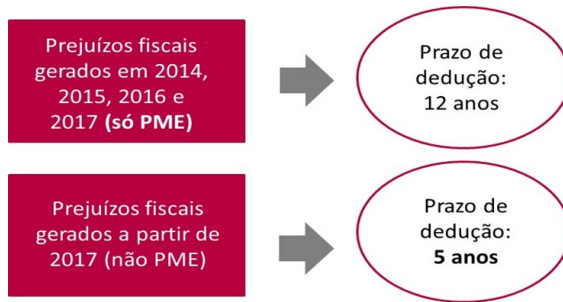 Prejuízos fiscais
gerados em 2014,
2015, 2016 e
2017 (só PME)
Prazo de
dedução:
12 anos
Prejuízos fiscais
gerados a partir de
2017 (não PME)
Prazo de
dedução:
5 anos